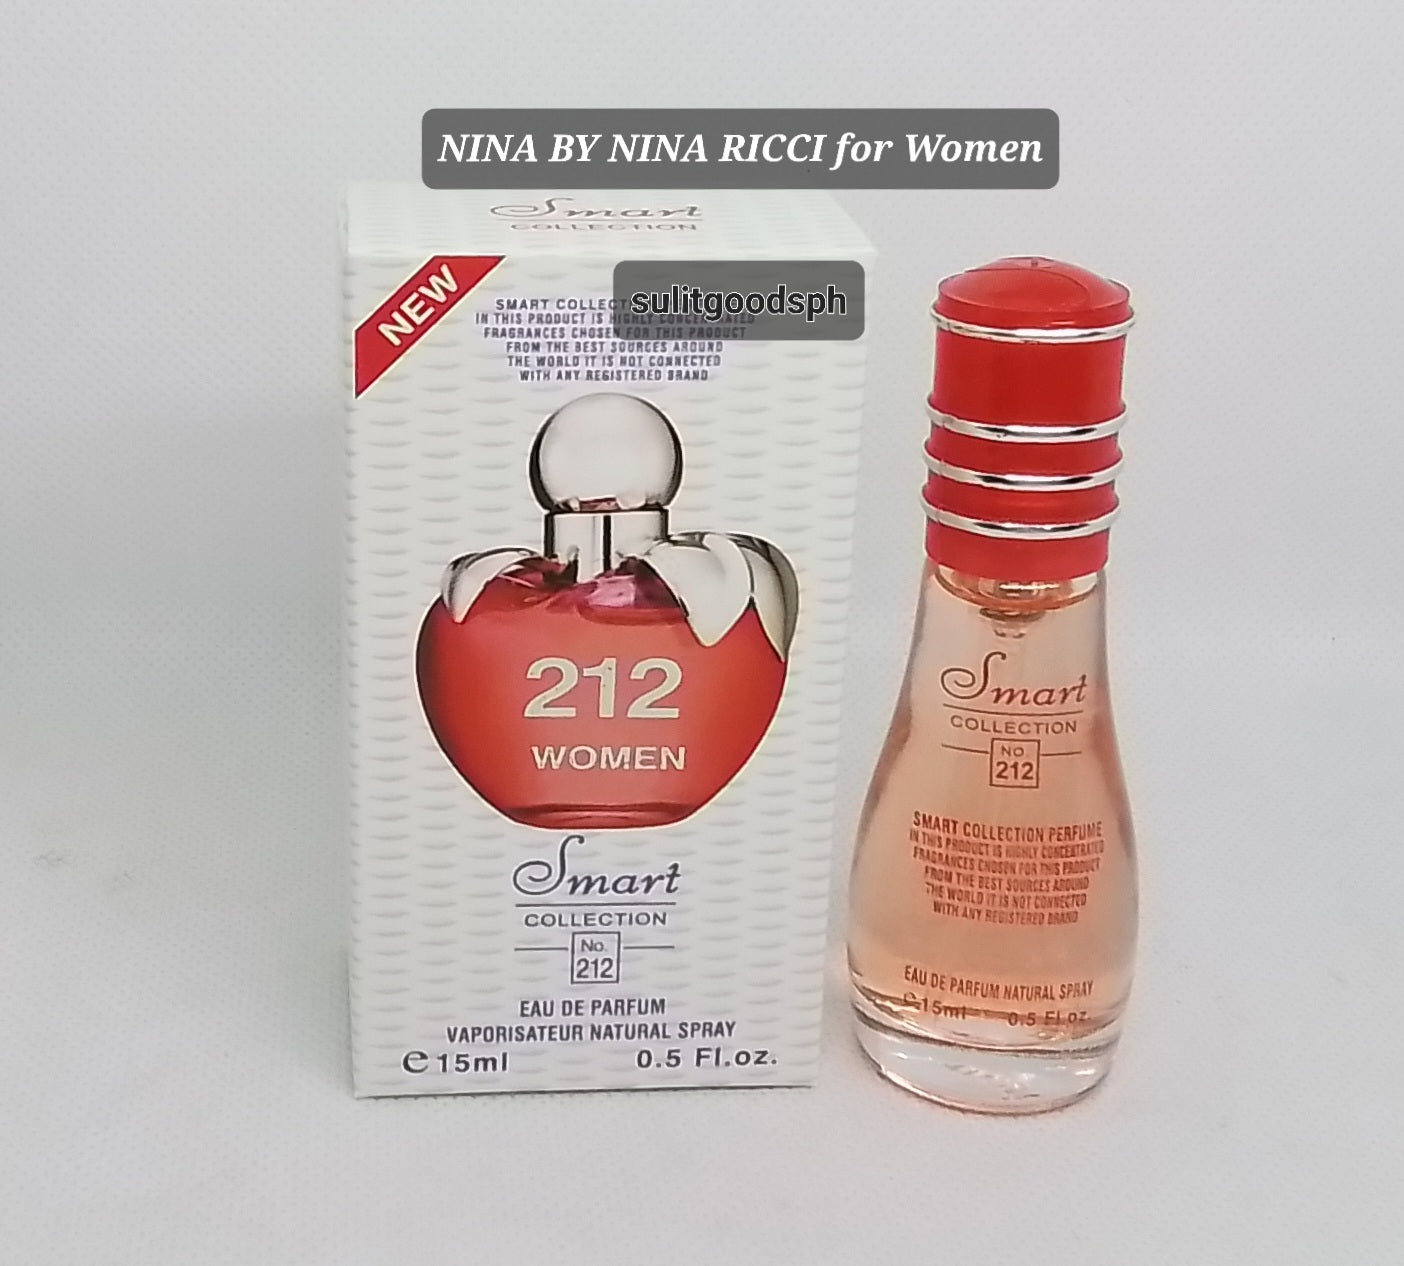 NINA BY NINA RICCI for Women
Smart
COLLECTION
NEW
sulitgoodsph
SMART COLLECT
IN THIS PRODUCT IS HIGHLY CONCENTRATED
FRAGRANCES CHOSEN FOR THIS PRODUCT
FROM THE BEST SOURCES AROUND
THE WORLD IT IS NOT CONNECTED
WITH ANY REGISTERED BRAND
212
WOMEN
Smart
COLLECTION
No.
212
EAU DE PARFUM
VAPORISATEUR NATURAL SPRAY
e 15ml 0.5 Fl.oz.
Smart
COLLECTION
NO.
212
SMART COLLECTION PERFUME
IN THIS PRODUCT IS HIGHLY CONCENTRATED
FRAGRANCES CHOSEN FOR THIS PRODUCT
FROM THE BEST SOURCES AROUND
THE WORLD IT IS NOT CONNECTED
WITH ANY REGISTERED BRAND
EAU DE PARFUM NATURAL SPRAY
e 15ml 0.5 Fl.oz.